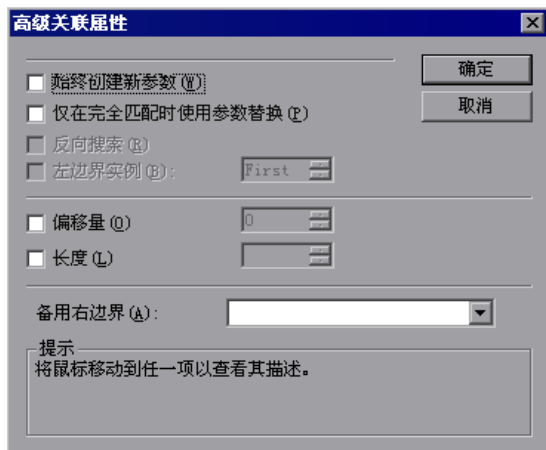 高级关联属性
始终创建新参数(W)
确定
仅在完全匹配时使用参数替换(P)
取消
反向搜索(R)
左边界实例(B): First
偏移量(O) 0
长度(L)
备用右边界(A):
提示
将鼠标移动到任一项以查看其描述。